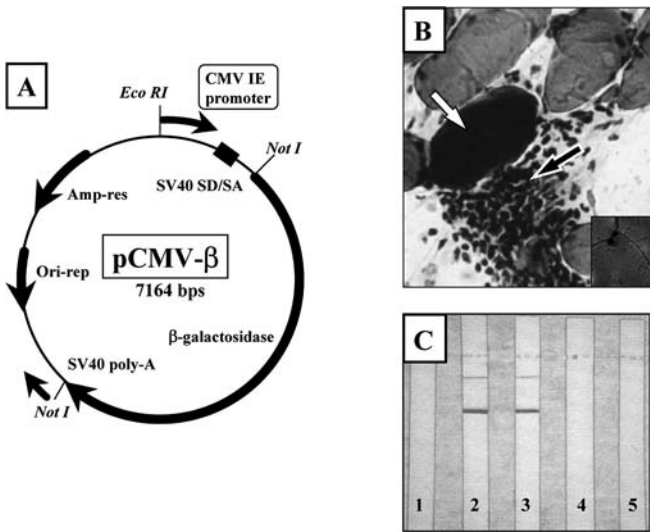 A
CMV IE
promoter
Eco RI
Not I
SV40 SD/SA
Amp-res
pCMV-β
7164 bps
Ori-rep
β-galactosidase
SV40 poly-A
Not I
B
C
1 2 3 4 5